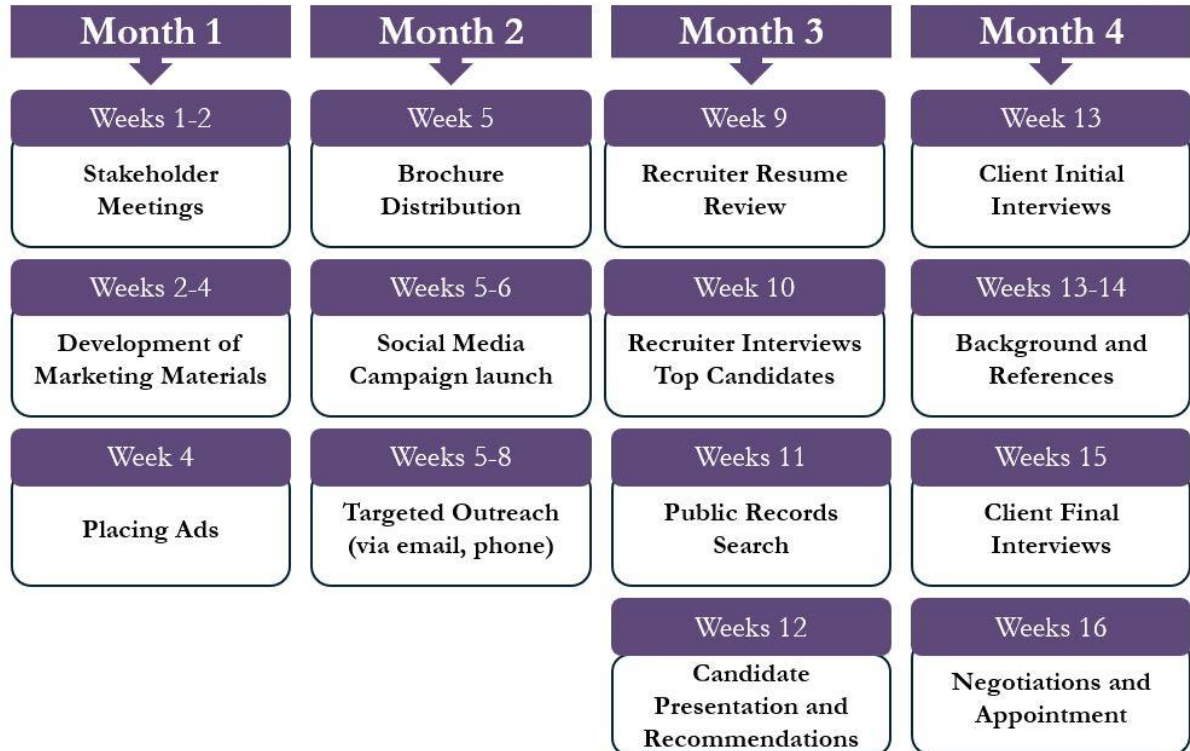 Month 1
Weeks 1-2
Stakeholder
Meetings
Weeks 2-4
Development of
Marketing Materials
Week 4
Placing Ads
Month 2
Week 5
Brochure
Distribution
Weeks 5-6
Social Media
Campaign launch
Weeks 5-8
Targeted Outreach
(via email, phone)
Month 3
Week 9
Recruiter Resume
Review
Week 10
Recruiter Interviews
Top Candidates
Weeks 11
Public Records
Search
Weeks 12
Candidate
Presentation and
Recommendations
Month 4
Week 13
Client Initial
Interviews
Weeks 13-14
Background and
References
Weeks 15
Client Final
Interviews
Weeks 16
Negotiations and
Appointment